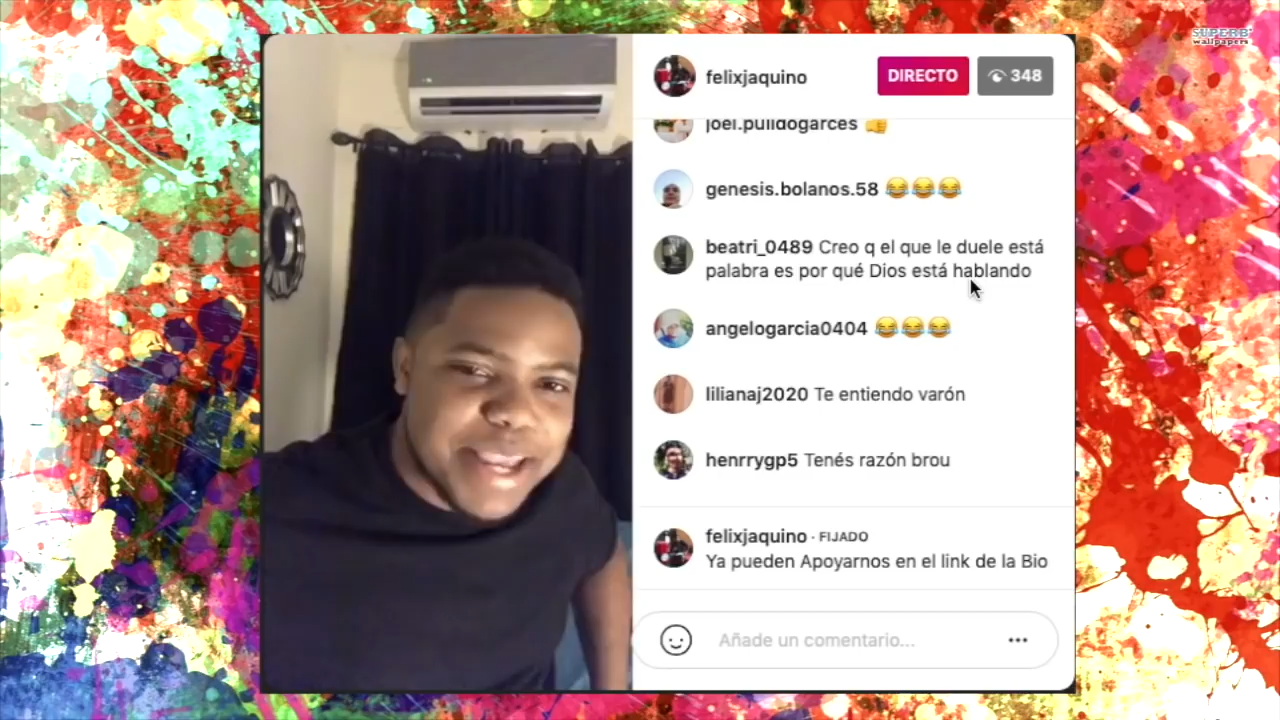 SUPERB
wallpapers
felixjaquino
DIRECTO
348
joel.pulidogarces 👍
genesis.bolanos.58 😂😂😂
beatri_0489 Creo q el que le duele está
palabra es por qué Dios está hablando
angelogarcia0404 😂😂😂
lilianaj2020 Te entiendo varón
henrrygp5 Tenés razón brou
felixjaquino · FIJADO
Ya pueden Apoyarnos en el link de la Bio
Añade un comentario...